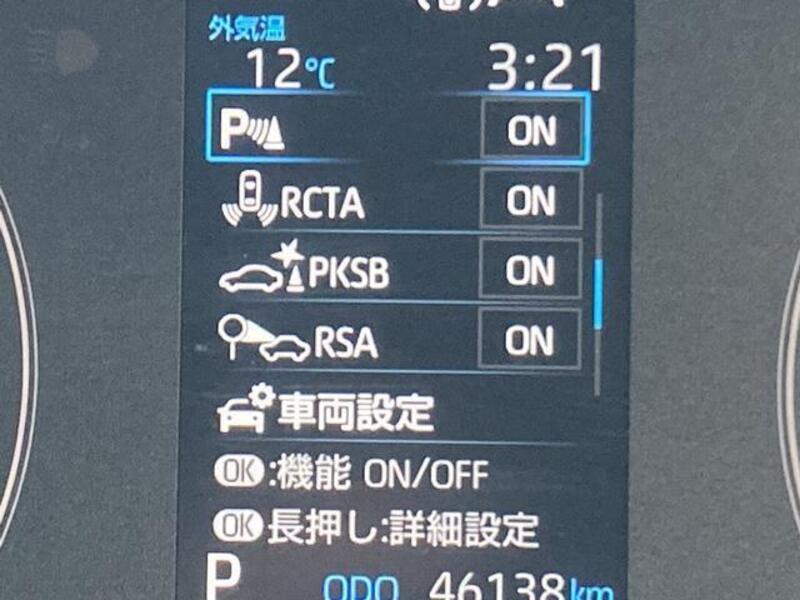 外気温
12℃ 3:21
P ON
RCTA ON
PKSB ON
RSA ON
車両設定
OK:機能 ON/OFF
OK長押し:詳細設定
P ODO 46138km